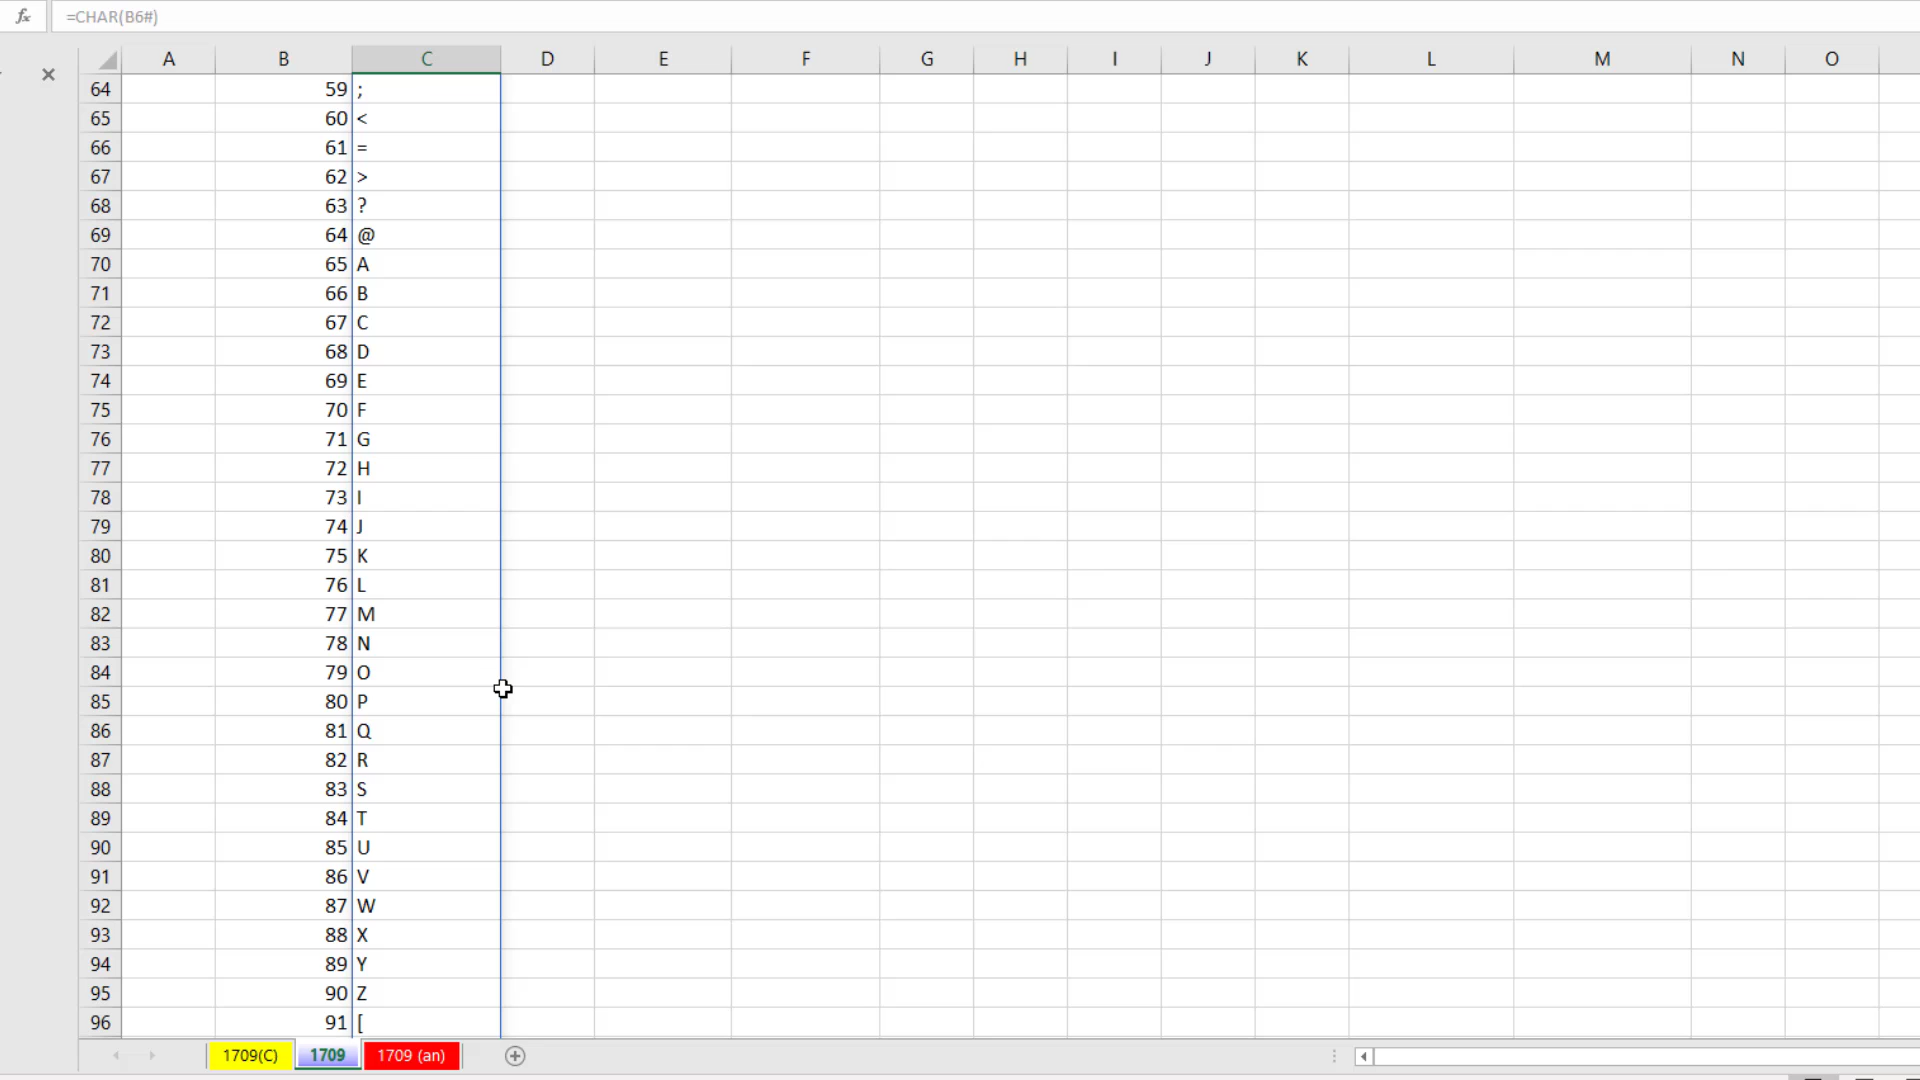 fx =CHAR(B6#)
A B C D E F G H I J K L M N O
64 59 ;
65 60 <
66 61 =
67 62 >
68 63 ?
69 64 @
70 65 A
71 66 B
72 67 C
73 68 D
74 69 E
75 70 F
76 71 G
77 72 H
78 73 I
79 74 J
80 75 K
81 76 L
82 77 M
83 78 N
84 79 O
85 80 P
86 81 Q
87 82 R
88 83 S
89 84 T
90 85 U
91 86 V
92 87 W
93 88 X
94 89 Y
95 90 Z
96 91 [
1709(C) 1709 1709 (an)